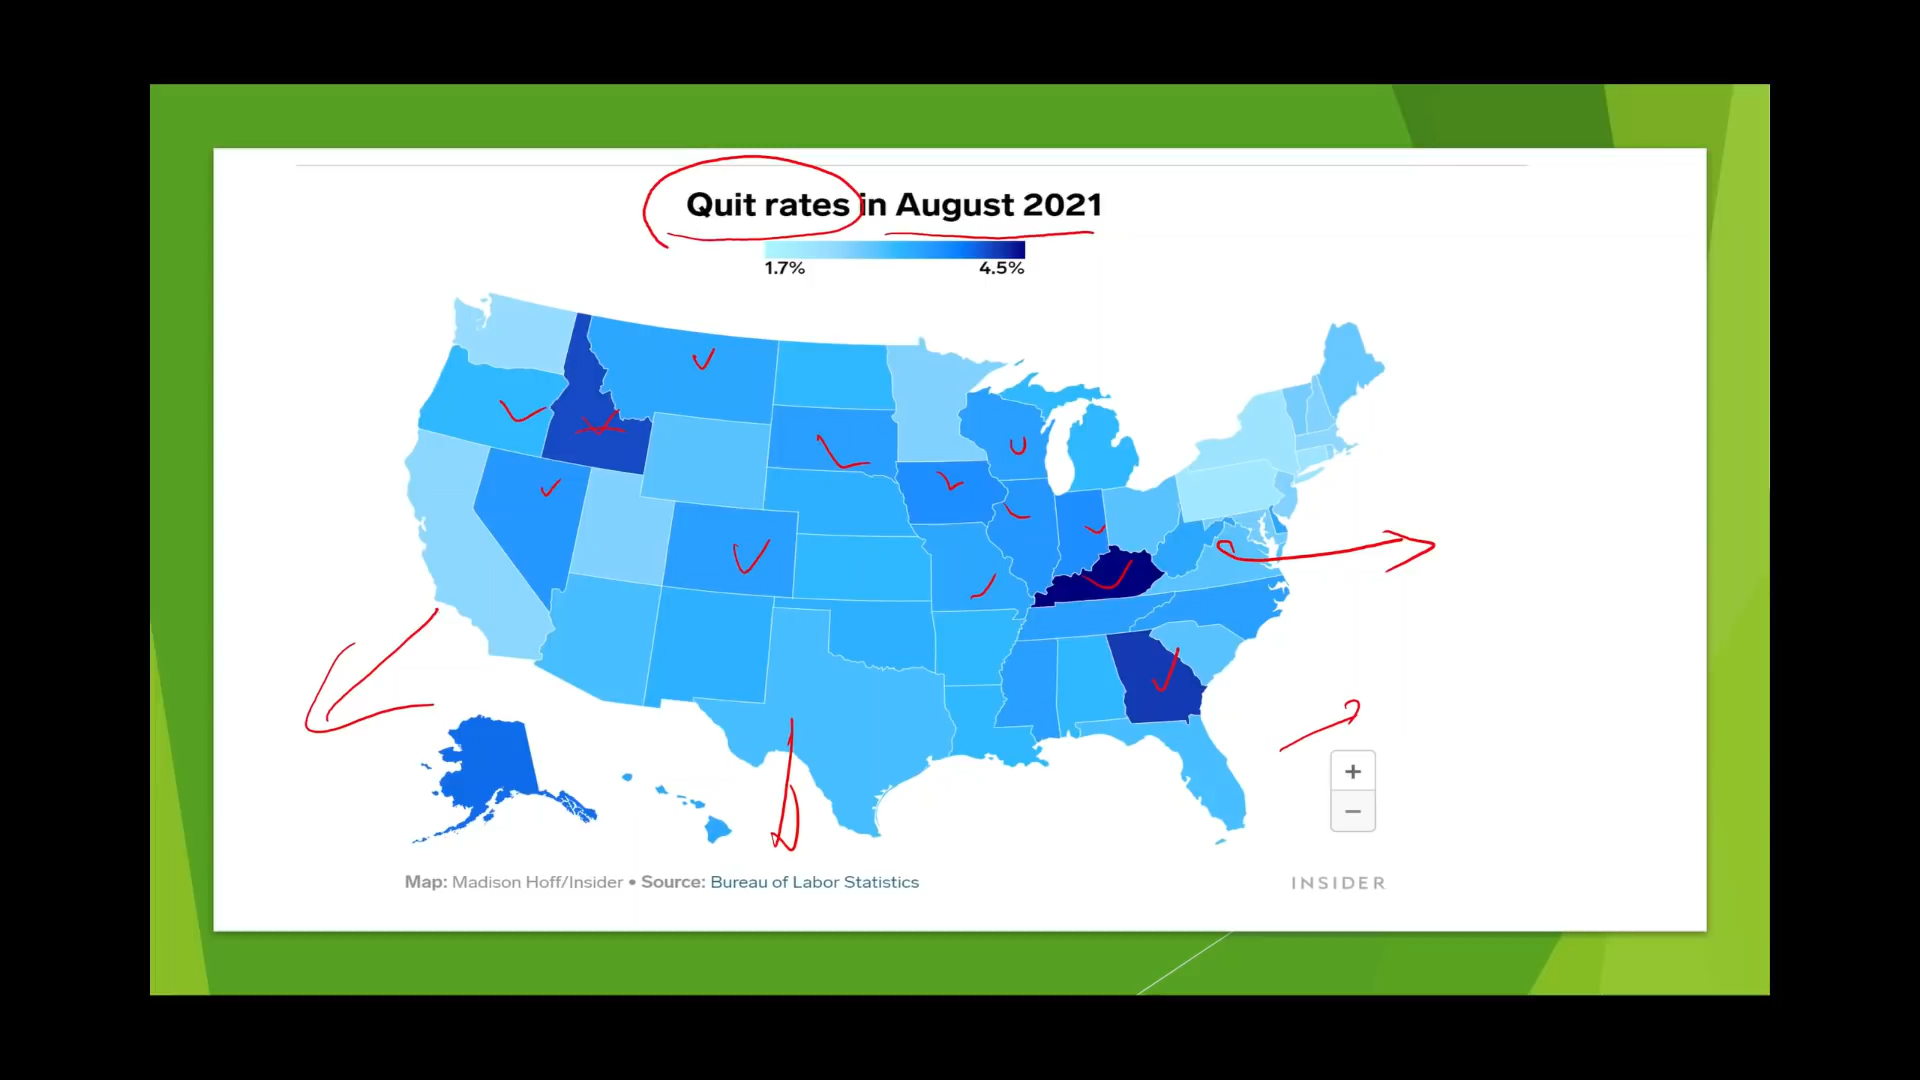 Quit rates in August 2021
1.7% 4.5%
+
−
Map: Madison Hoff/Insider • Source: Bureau of Labor Statistics
INSIDER